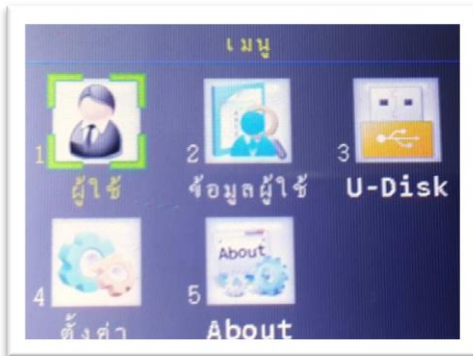 เมนู
1 ผู้ใช้
2 ข้อมูลผู้ใช้
3 U-Disk
4 ตั้งค่า
About
5 About